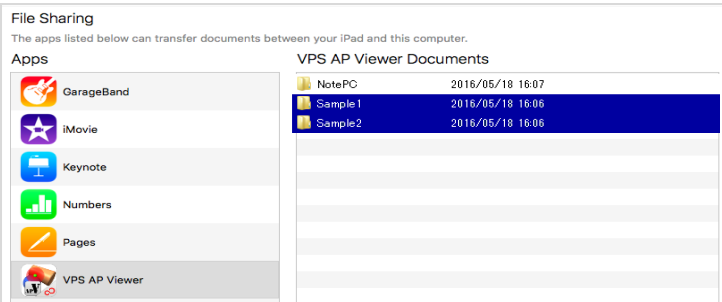 File Sharing
The apps listed below can transfer documents between your iPad and this computer.
Apps
GarageBand
iMovie
Keynote
Numbers
Pages
VPS AP Viewer
VPS AP Viewer Documents
NotePC 2016/05/18 16:07
Sample1 2016/05/18 16:06
Sample2 2016/05/18 16:06